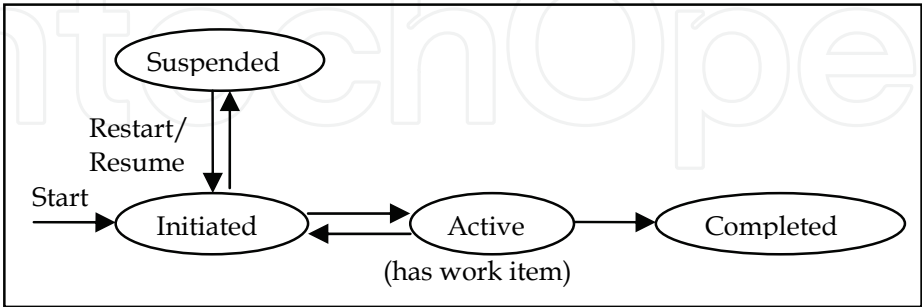 Suspended
Restart/
Resume
Start
Initiated
Active
Completed
(has work item)